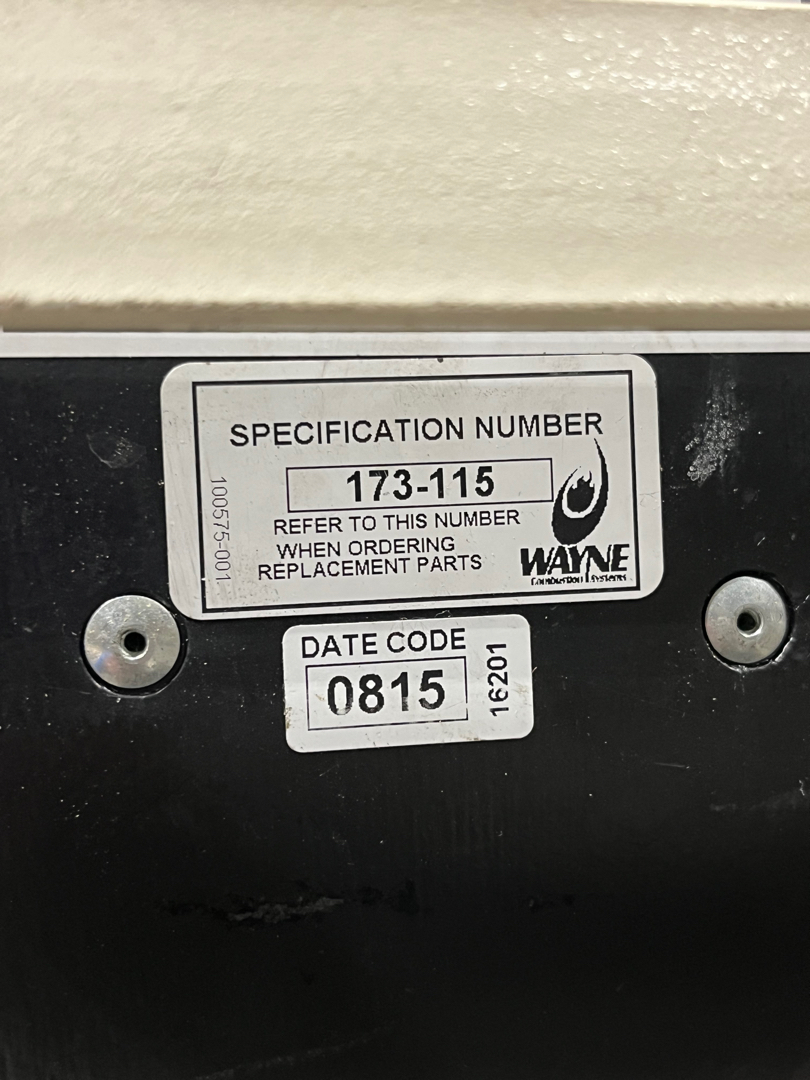 SPECIFICATION NUMBER
173-115
REFER TO THIS NUMBER
WHEN ORDERING
REPLACEMENT PARTS
100575-001
WAYNE
Combustion Systems
DATE CODE
0815
16201